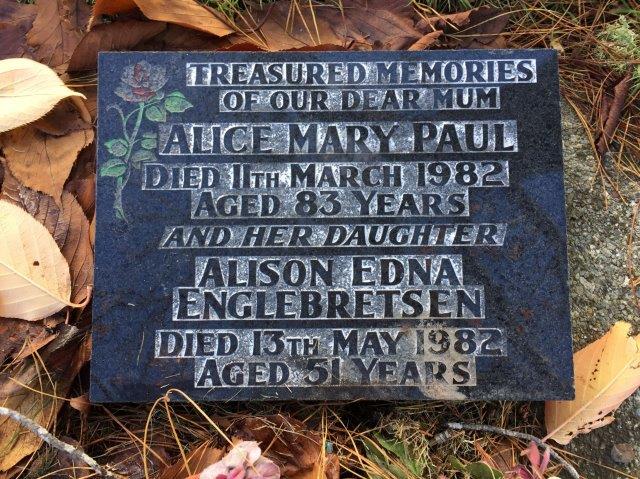 TREASURED MEMORIES
OF OUR DEAR MUM
ALICE MARY PAUL
DIED 11TH MARCH 1982
AGED 83 YEARS
AND HER DAUGHTER
ALISON EDNA
ENGLEBRETSEN
DIED 13TH MAY 1982
AGED 51 YEARS